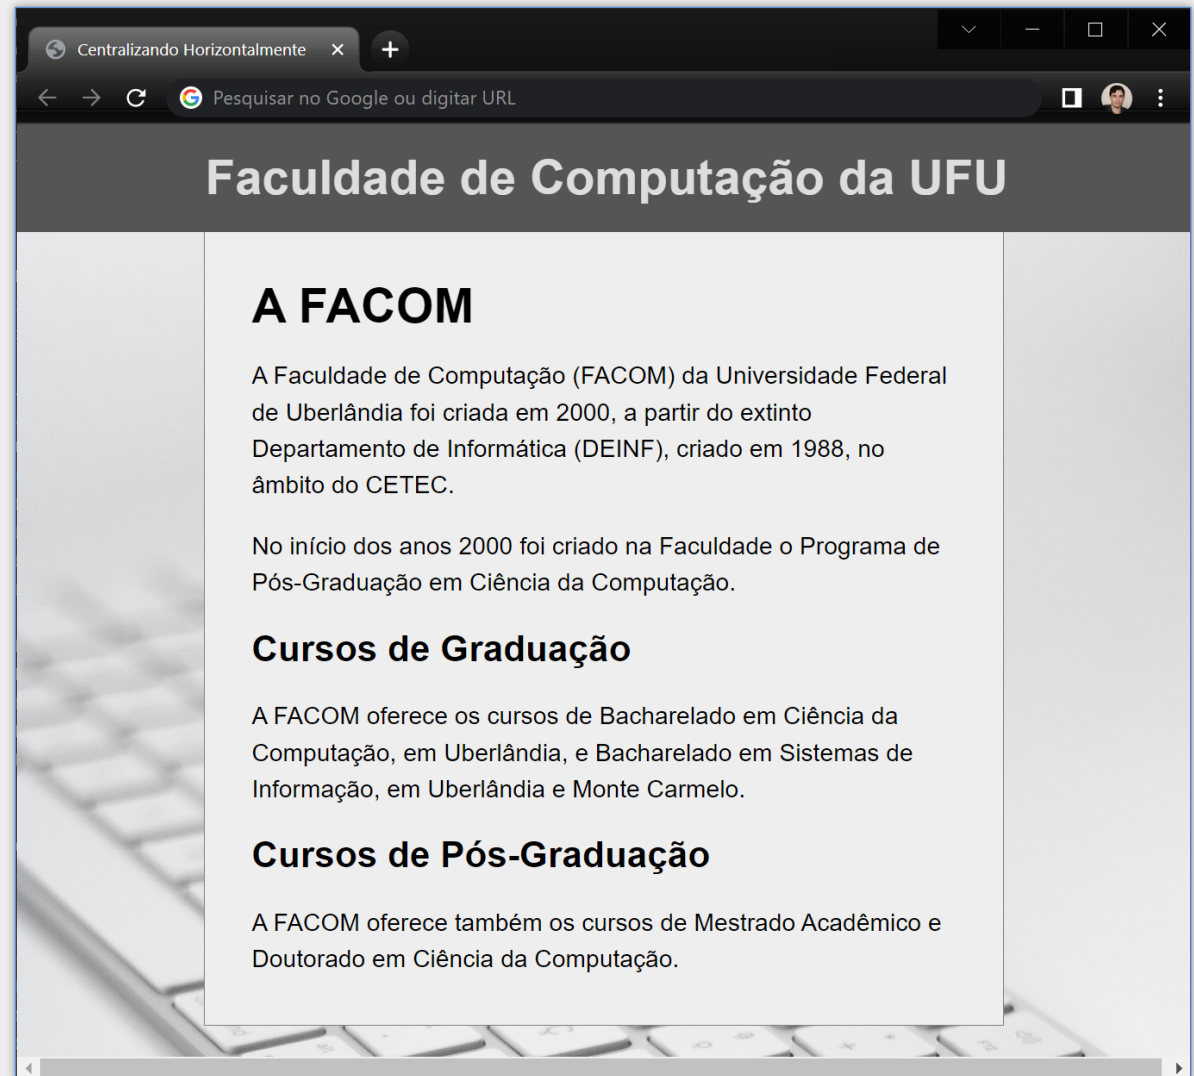 Centralizando Horizontalmente
Pesquisar no Google ou digitar URL
Faculdade de Computação da UFU
A FACOM
A Faculdade de Computação (FACOM) da Universidade Federal
de Uberlândia foi criada em 2000, a partir do extinto
Departamento de Informática (DEINF), criado em 1988, no
âmbito do CETEC.
No início dos anos 2000 foi criado na Faculdade o Programa de
Pós-Graduação em Ciência da Computação.
Cursos de Graduação
A FACOM oferece os cursos de Bacharelado em Ciência da
Computação, em Uberlândia, e Bacharelado em Sistemas de
Informação, em Uberlândia e Monte Carmelo.
Cursos de Pós-Graduação
A FACOM oferece também os cursos de Mestrado Acadêmico e
Doutorado em Ciência da Computação.